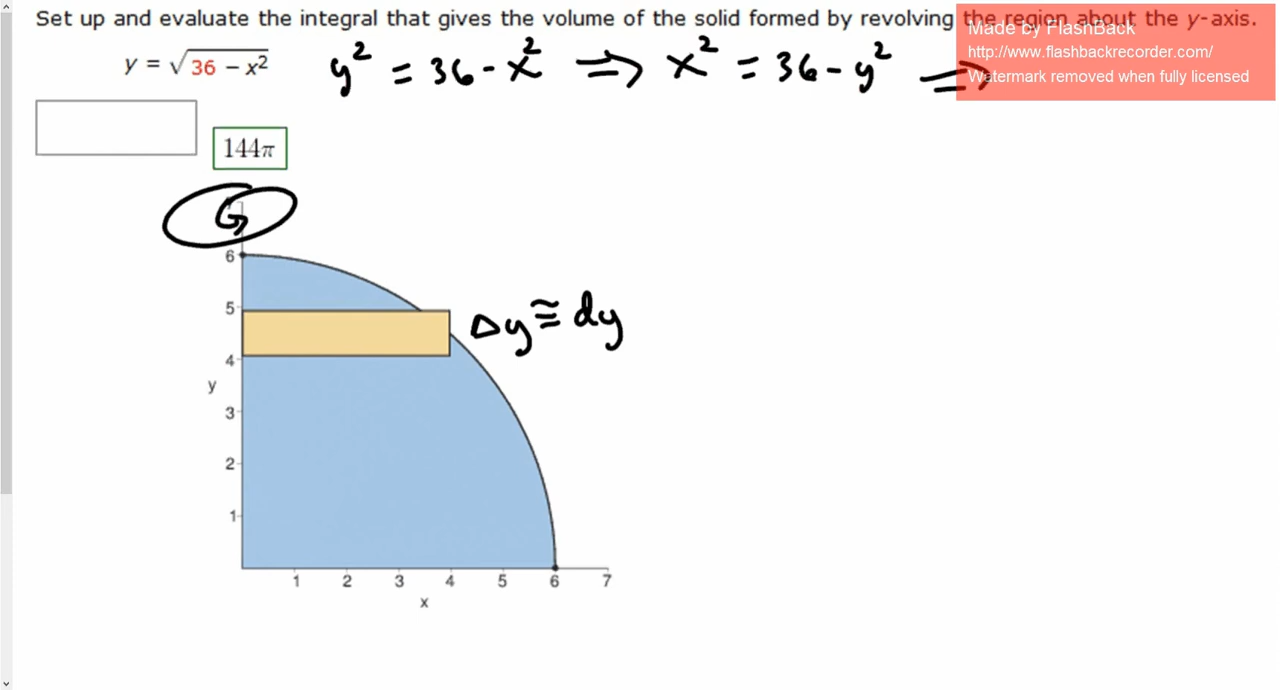 Set up and evaluate the integral that gives the volume of the solid formed by revolving the region about the y-axis.
Made by FlashBack
http://www.flashbackrecorder.com/
Watermark removed when fully licensed
y = √36 − x² y² = 36 - x² ⟹ x² = 36 - y² ⟹
144π
6
5
Δy ≅ dy
4
y
3
2
1
1 2 3 4 5 6 7
x